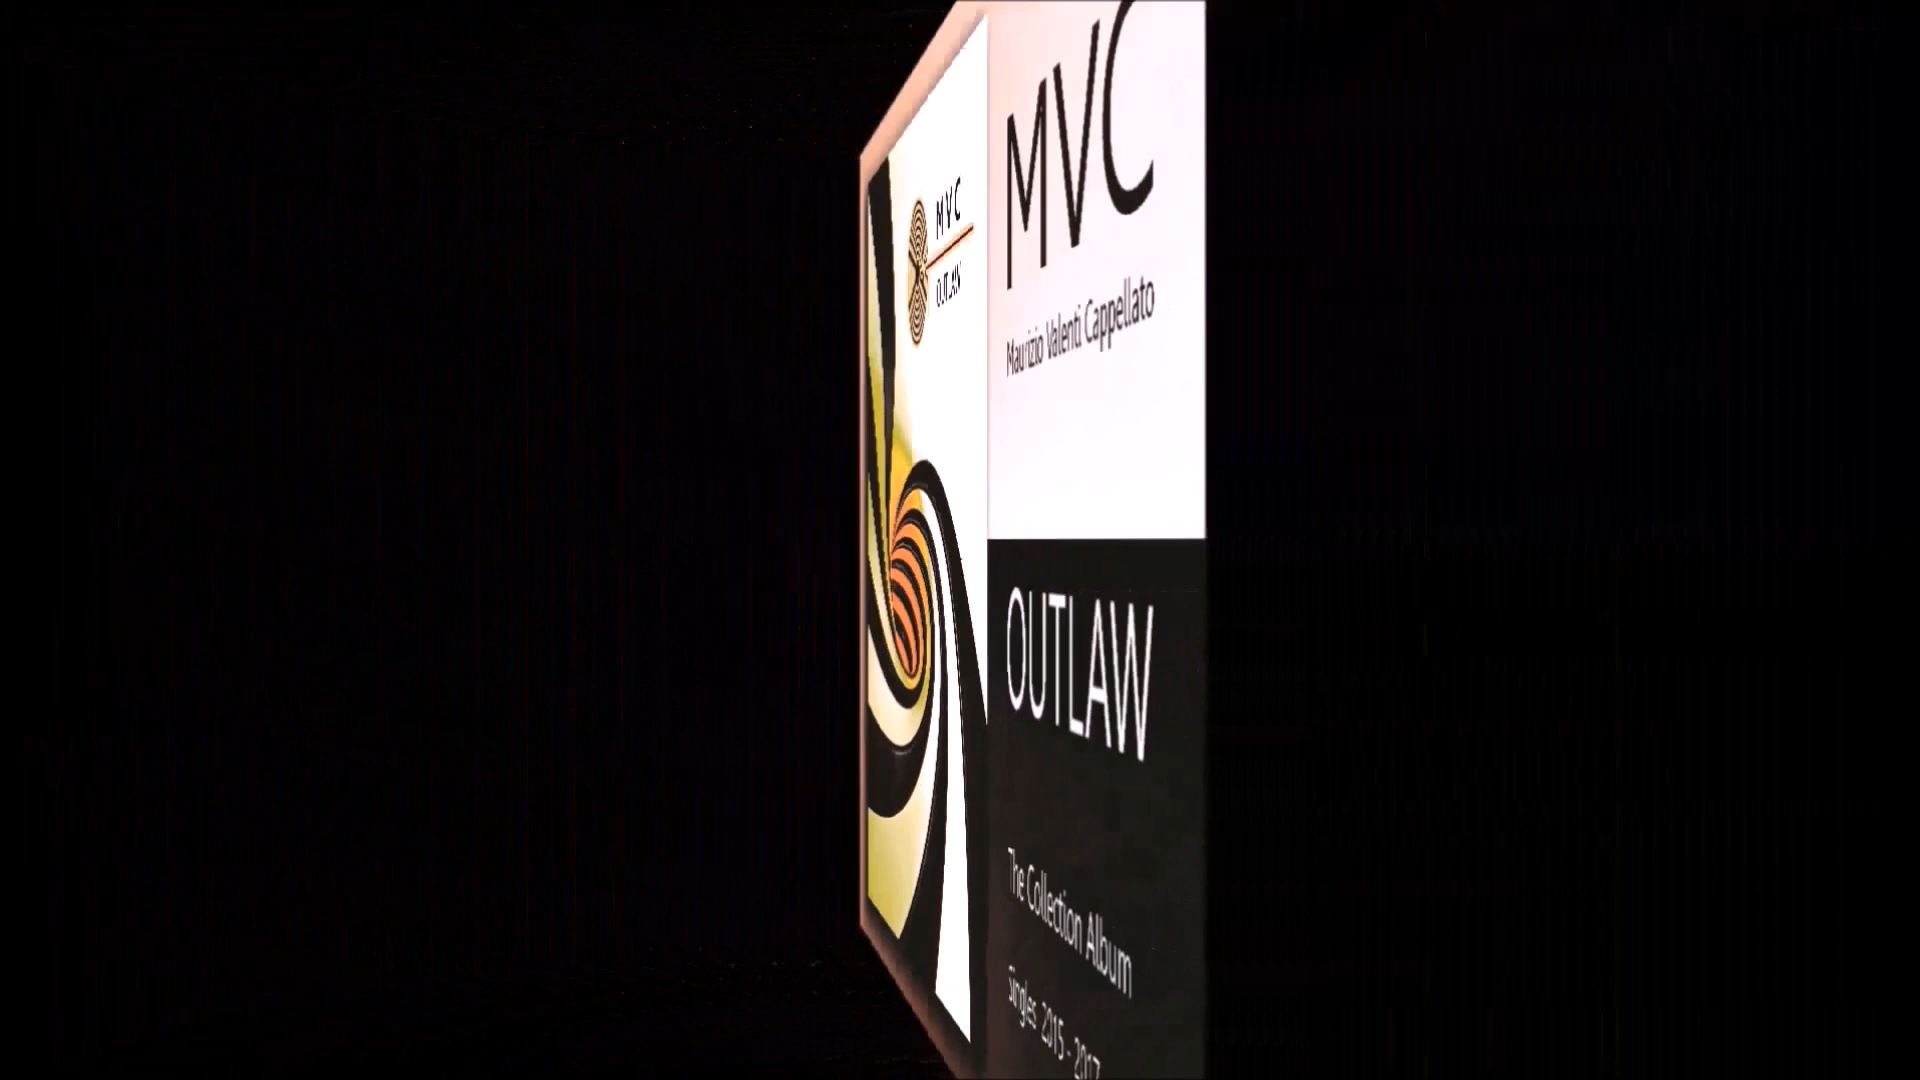 MVC
OUTLAW
MVC
Maurizio Valenti Cappellato
OUTLAW
The Collection Album
Singles 2015 - 2017